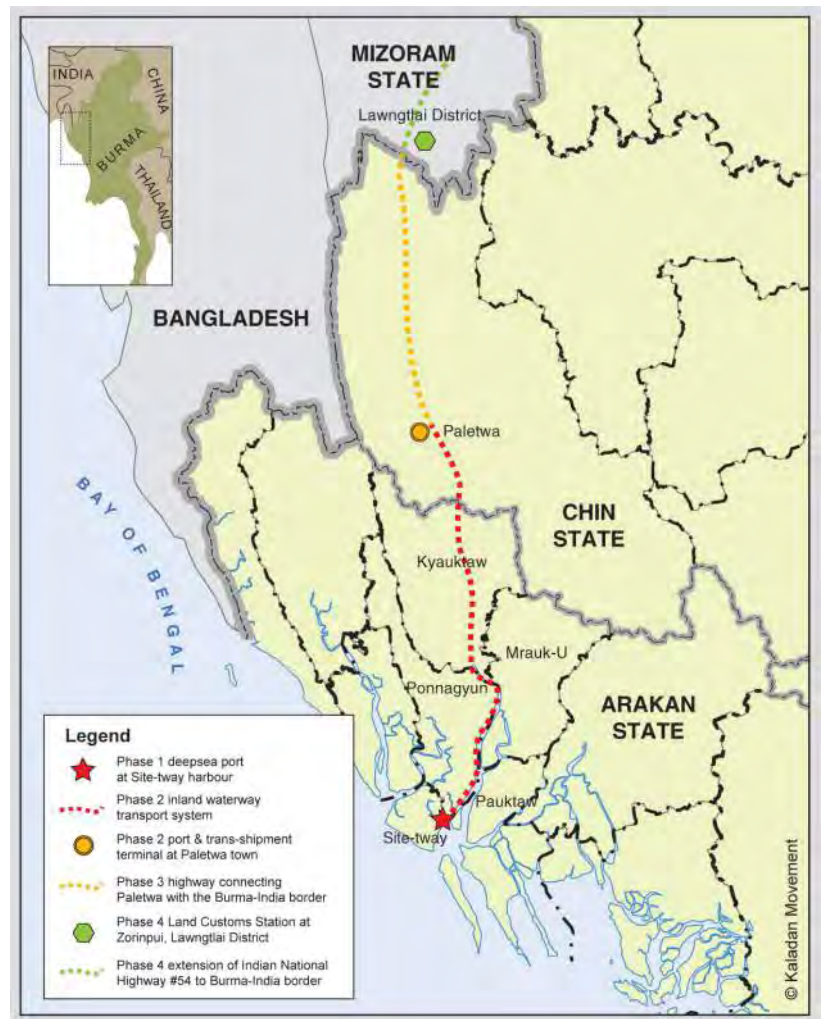 INDIA
CHINA
BURMA
THAILAND
MIZORAM
STATE
Lawngtlai District
BANGLADESH
Paletwa
CHIN
STATE
BAY OF BENGAL
Kyauktaw
Mrauk-U
Ponnagyun
ARAKAN
STATE
Pauktaw
Site-tway
Legend
Phase 1 deepsea port
at Site-tway harbour
Phase 2 inland waterway
transport system
Phase 2 port & trans-shipment
terminal at Paletwa town
Phase 3 highway connecting
Paletwa with the Burma-India border
Phase 4 Land Customs Station at
Zorinpui, Lawngtlai District
Phase 4 extension of Indian National
Highway #54 to Burma-India border
© Kaladan Movement